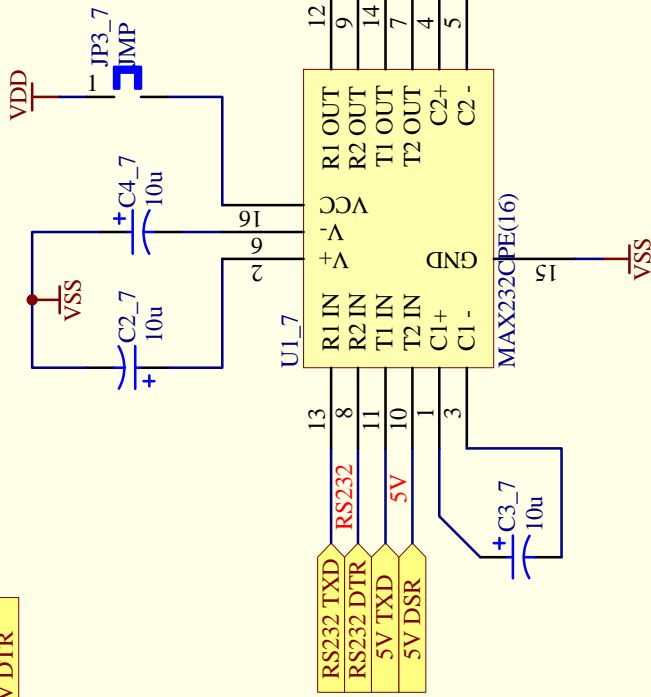 12
9
14
7
4
5
JP3_7
JMP
1
VDD
R1 OUT
R2 OUT
T1 OUT
T2 OUT
C2+
C2 -
C4_7
10u
+
VCC
V-
V+
16
6
2
GND
15
VSS
MAX232CPE(16)
VSS
C2_7
10u
+
U1_7
R1 IN
R2 IN
T1 IN
T2 IN
C1+
C1 -
13
8
11
10
1
3
RS232
5V
C3_7
10u
+
RS232 TXD
RS232 DTR
5V TXD
5V DSR
V DTR